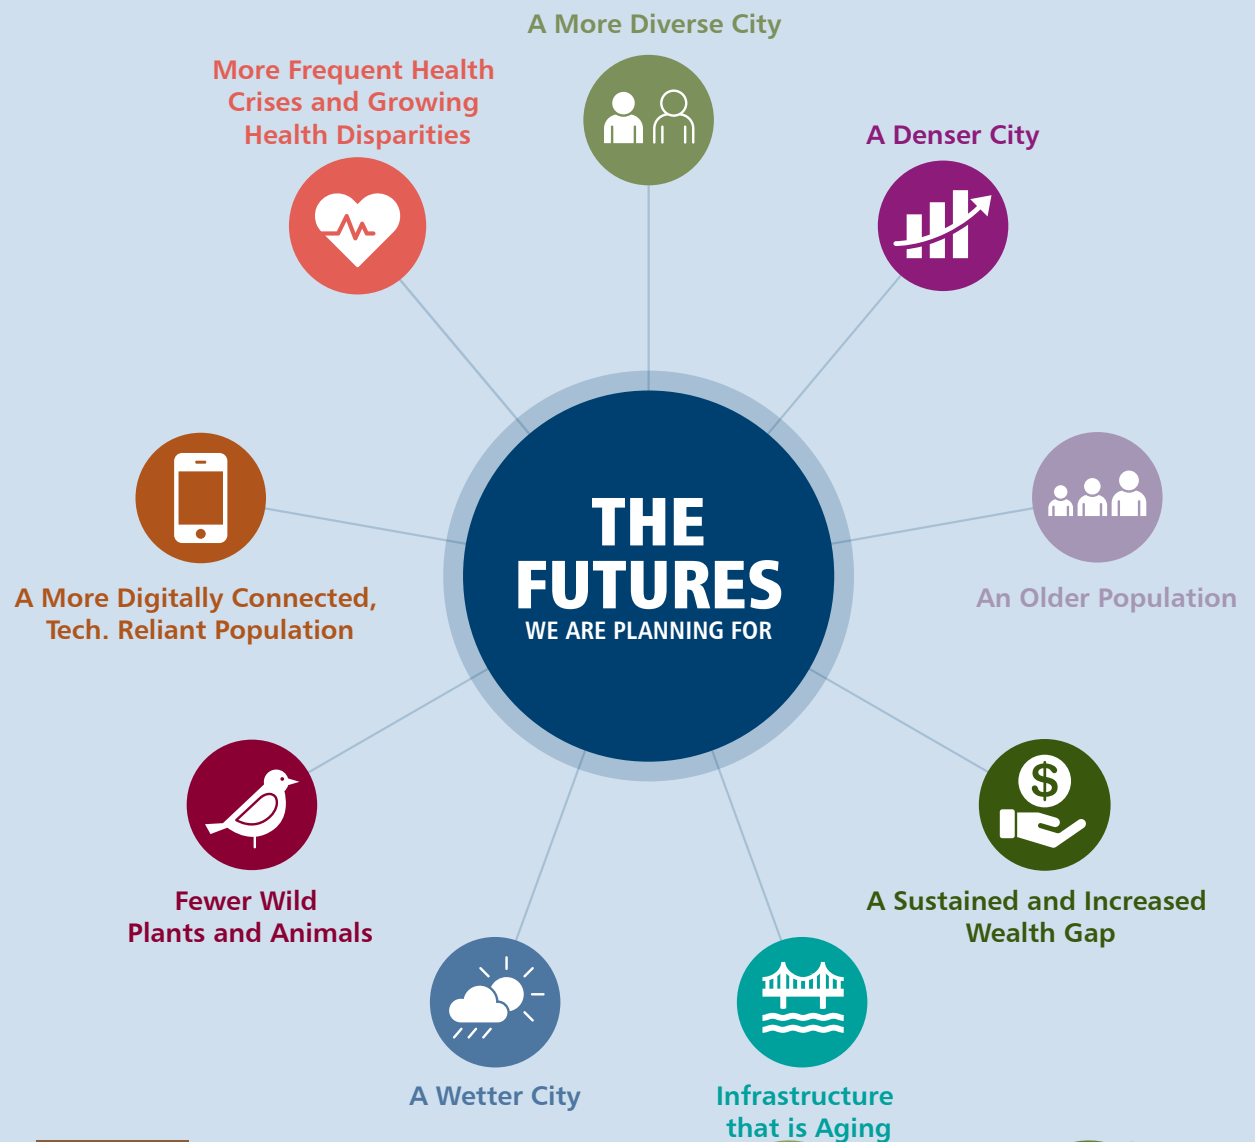 A More Diverse City
More Frequent Health
Crises and Growing
Health Disparities
A Denser City
THE
FUTURES
WE ARE PLANNING FOR
A More Digitally Connected,
Tech. Reliant Population
An Older Population
Fewer Wild
Plants and Animals
$
A Sustained and Increased
Wealth Gap
A Wetter City
Infrastructure
that is Aging